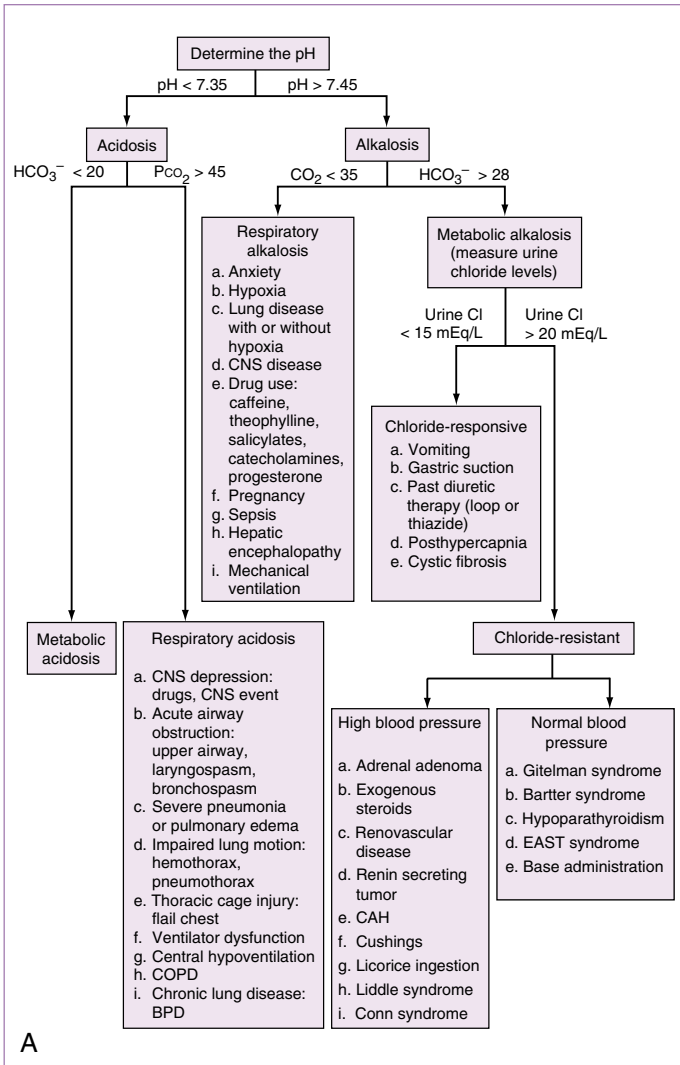 Determine the pH
pH < 7.35
pH > 7.45
Acidosis
Alkalosis
HCO3− < 20
PCO2 > 45
CO2 < 35
HCO3− > 28
Respiratory
alkalosis
a. Anxiety
b. Hypoxia
c. Lung disease
with or without
hypoxia
d. CNS disease
e. Drug use:
caffeine,
theophylline,
salicylates,
catecholamines,
progesterone
f. Pregnancy
g. Sepsis
h. Hepatic
encephalopathy
i. Mechanical
ventilation
Metabolic alkalosis
(measure urine
chloride levels)
Urine Cl
< 15 mEq/L
Urine Cl
> 20 mEq/L
Chloride-responsive
a. Vomiting
b. Gastric suction
c. Past diuretic
therapy (loop or
thiazide)
d. Posthypercapnia
e. Cystic fibrosis
Metabolic
acidosis
Respiratory acidosis
a. CNS depression:
drugs, CNS event
b. Acute airway
obstruction:
upper airway,
laryngospasm,
bronchospasm
c. Severe pneumonia
or pulmonary edema
d. Impaired lung motion:
hemothorax,
pneumothorax
e. Thoracic cage injury:
flail chest
f. Ventilator dysfunction
g. Central hypoventilation
h. COPD
i. Chronic lung disease:
BPD
Chloride-resistant
High blood pressure
a. Adrenal adenoma
b. Exogenous
steroids
c. Renovascular
disease
d. Renin secreting
tumor
e. CAH
f. Cushings
g. Licorice ingestion
h. Liddle syndrome
i. Conn syndrome
Normal blood
pressure
a. Gitelman syndrome
b. Bartter syndrome
c. Hypoparathyroidism
d. EAST syndrome
e. Base administration
A